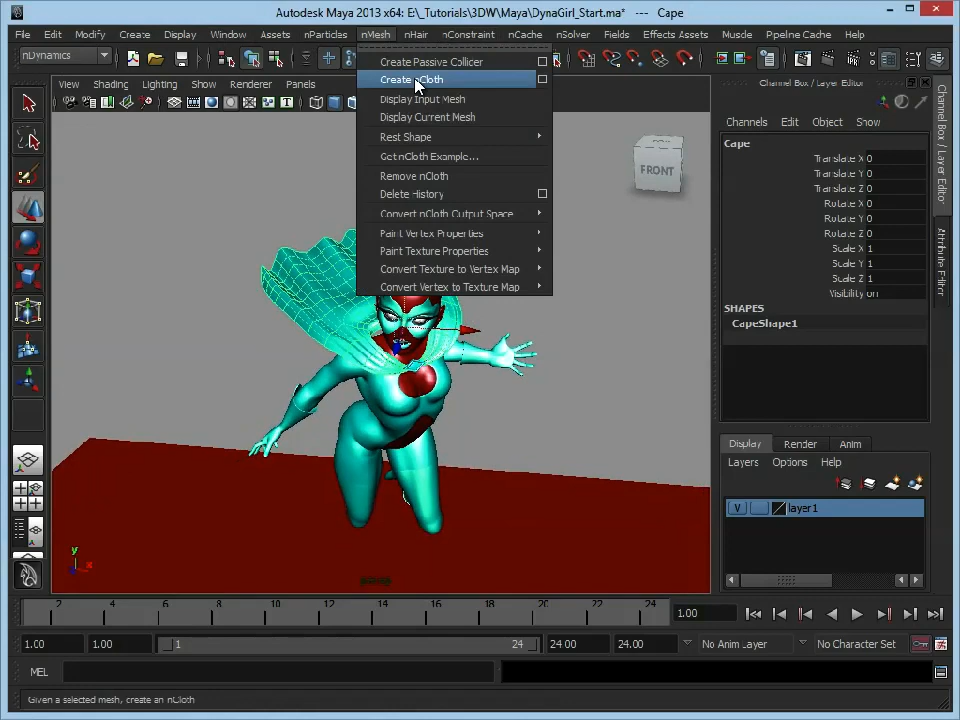 Autodesk Maya 2013 x64: E:\_Tutorials\3DW\Maya\DynaGirl_Start.ma* --- Cape
File Edit Modify Create Display Window Assets nParticles nMesh nHair nConstraint nCache nSolver Fields Effects Assets Muscle Pipeline Cache Help
nDynamics
View Shading Lighting Show Renderer Panels
Create Passive Collider
Create nCloth
Display Input Mesh
Display Current Mesh
Rest Shape
Get nCloth Example...
Remove nCloth
Delete History
Convert nCloth Output Space
Paint Vertex Properties
Paint Texture Properties
Convert Texture to Vertex Map
Convert Vertex to Texture Map
FRONT
Channel Box / Layer Editor
Channels Edit Object Show
Cape
Translate X 0
Translate Y 0
Translate Z 0
Rotate X 0
Rotate Y 0
Rotate Z 0
Scale X 1
Scale Y 1
Scale Z 1
Visibility on
SHAPES
CapeShape1
Channel Box / Layer Editor
Attribute Editor
Display Render Anim
Layers Options Help
V layer1
y
x
persp
2 4 6 8 10 12 14 16 18 20 22 24 1.00
1.00 1.00 1 24 24.00 24.00 No Anim Layer No Character Set
MEL
Given a selected mesh, create an nCloth